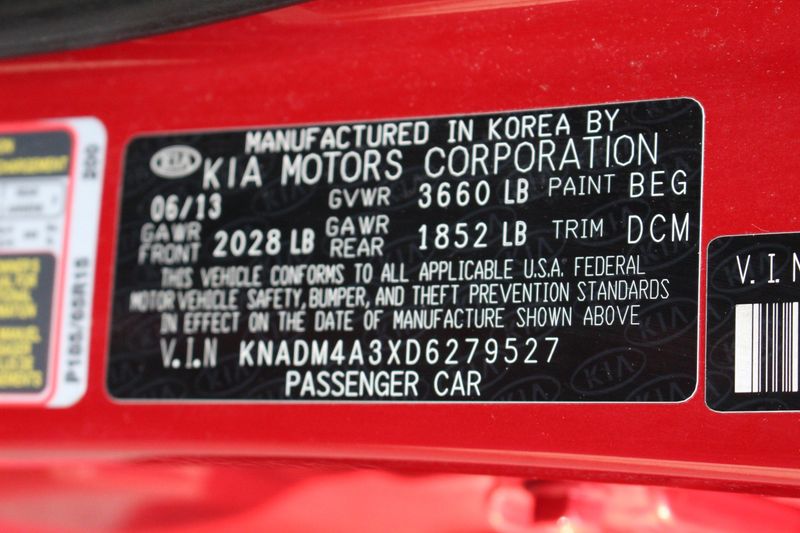 MANUFACTURED IN KOREA BY
KIA KIA MOTORS CORPORATION
06/13 GVWR 3660 LB PAINT BEG
GAWR FRONT 2028 LB GAWR REAR 1852 LB TRIM DCM
THIS VEHICLE CONFORMS TO ALL APPLICABLE U.S.A. FEDERAL
MOTOR VEHICLE SAFETY, BUMPER, AND THEFT PREVENTION STANDARDS
IN EFFECT ON THE DATE OF MANUFACTURE SHOWN ABOVE
V.I.N KNADM4A3XD6279527
PASSENGER CAR
P185/65R15
200
V.I.N